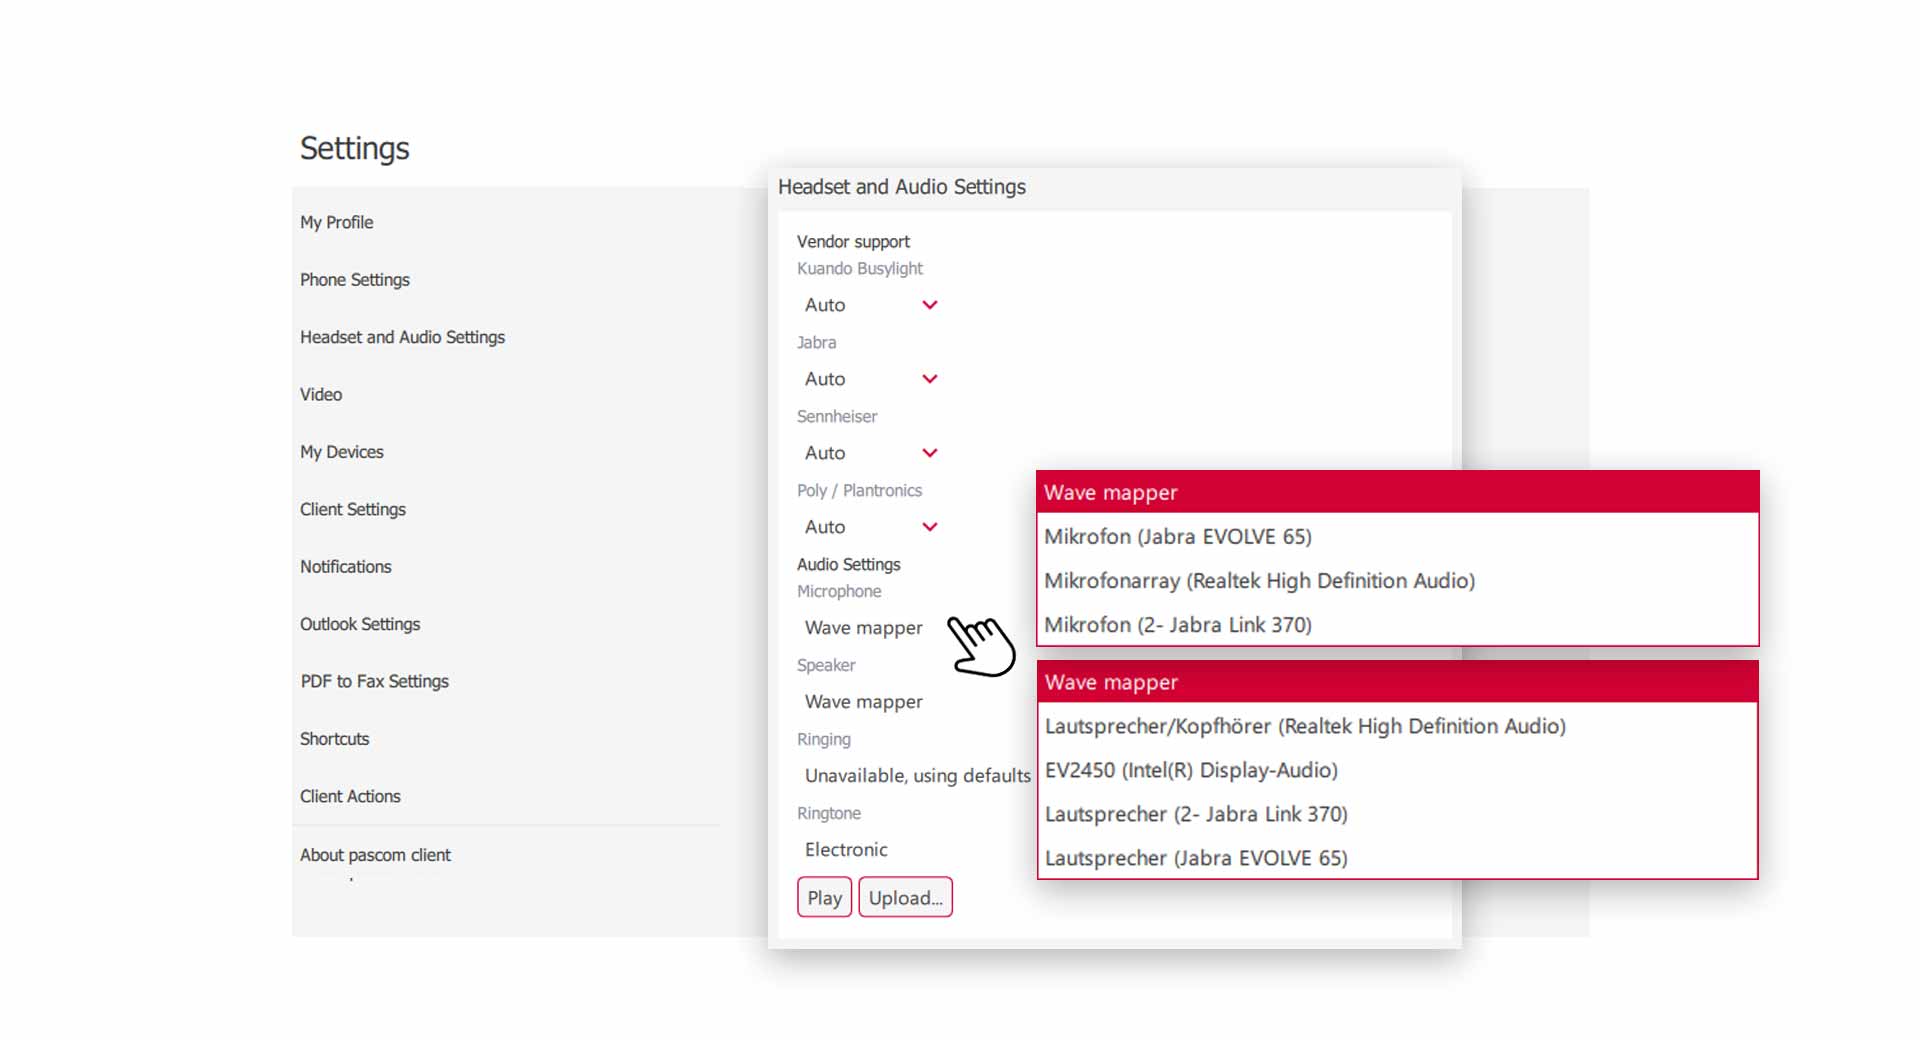 Settings
My Profile
Phone Settings
Headset and Audio Settings
Video
My Devices
Client Settings
Notifications
Outlook Settings
PDF to Fax Settings
Shortcuts
Client Actions
About pascom client
Headset and Audio Settings
Vendor support
Kuando Busylight
Auto
Jabra
Auto
Sennheiser
Auto
Poly / Plantronics
Auto
Audio Settings
Microphone
Wave mapper
Speaker
Wave mapper
Ringing
Unavailable, using defaults
Ringtone
Electronic
Play Upload...
Wave mapper
Mikrofon (Jabra EVOLVE 65)
Mikrofonarray (Realtek High Definition Audio)
Mikrofon (2- Jabra Link 370)
Wave mapper
Lautsprecher/Kopfhörer (Realtek High Definition Audio)
EV2450 (Intel(R) Display-Audio)
Lautsprecher (2- Jabra Link 370)
Lautsprecher (Jabra EVOLVE 65)